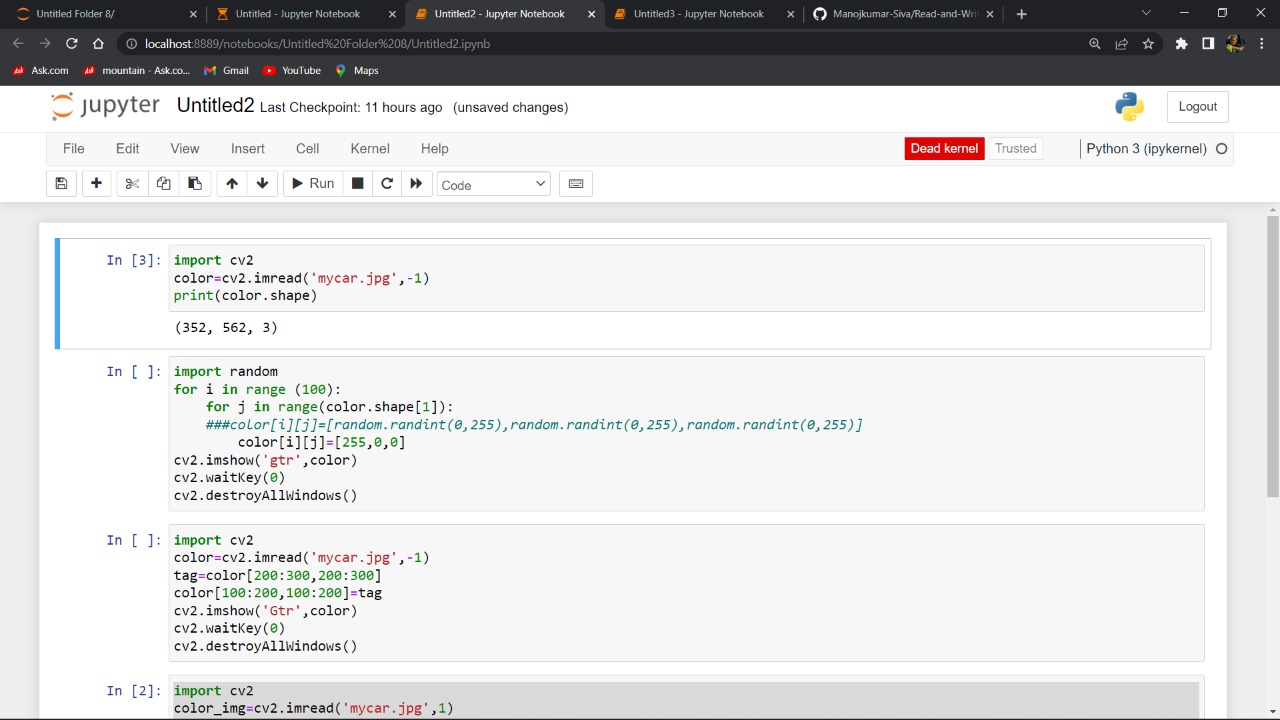 Untitled Folder 8/
Untitled - Jupyter Notebook
Untitled2 - Jupyter Notebook
Untitled3 - Jupyter Notebook
Manojkumar-Siva/Read-and-Wri
localhost:8889/notebooks/Untitled%20Folder%208/Untitled2.ipynb
Ask.com
mountain - Ask.co...
Gmail
YouTube
Maps
jupyter Untitled2 Last Checkpoint: 11 hours ago (unsaved changes)
Logout
File Edit View Insert Cell Kernel Help
Dead kernel Trusted Python 3 (ipykernel)
Run Code
In [3]: import cv2
color=cv2.imread('mycar.jpg',-1)
print(color.shape)
(352, 562, 3)
In [ ]: import random
for i in range (100):
    for j in range(color.shape[1]):
    ###color[i][j]=[random.randint(0,255),random.randint(0,255),random.randint(0,255)]
        color[i][j]=[255,0,0]
cv2.imshow('gtr',color)
cv2.waitKey(0)
cv2.destroyAllWindows()
In [ ]: import cv2
color=cv2.imread('mycar.jpg',-1)
tag=color[200:300,200:300]
color[100:200,100:200]=tag
cv2.imshow('Gtr',color)
cv2.waitKey(0)
cv2.destroyAllWindows()
In [2]: import cv2
color_img=cv2.imread('mycar.jpg',1)